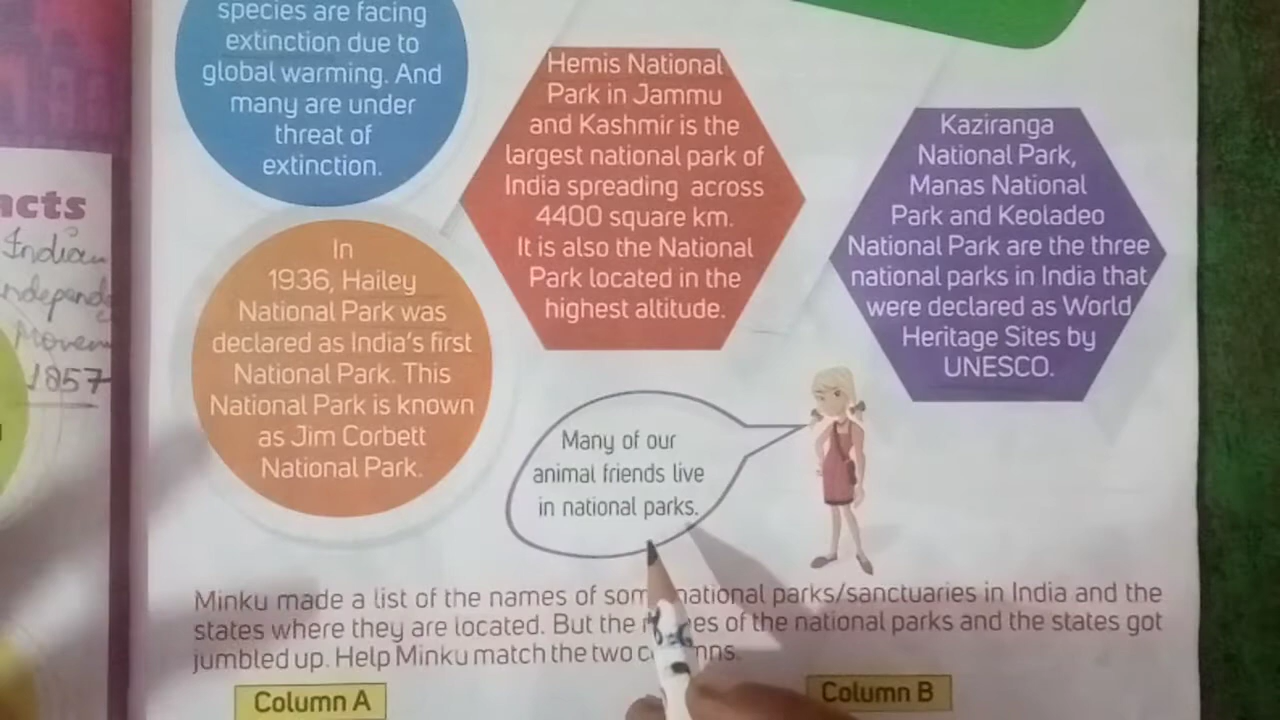 species are facing
extinction due to
global warming. And
many are under
threat of
extinction.
Hemis National
Park in Jammu
and Kashmir is the
largest national park of
India spreading across
4400 square km.
It is also the National
Park located in the
highest altitude.
Kaziranga
National Park,
Manas National
Park and Keoladeo
National Park are the three
national parks in India that
were declared as World
Heritage Sites by
UNESCO.
In
1936, Hailey
National Park was
declared as India's first
National Park. This
National Park is known
as Jim Corbett
National Park.
Many of our
animal friends live
in national parks.
acts
Indian
1857
Minku made a list of the names of national parks/sanctuaries in India and the
states where they are located. But the of the national parks and the states got
jumbled up. Help Minku match the two
Column A
Column B